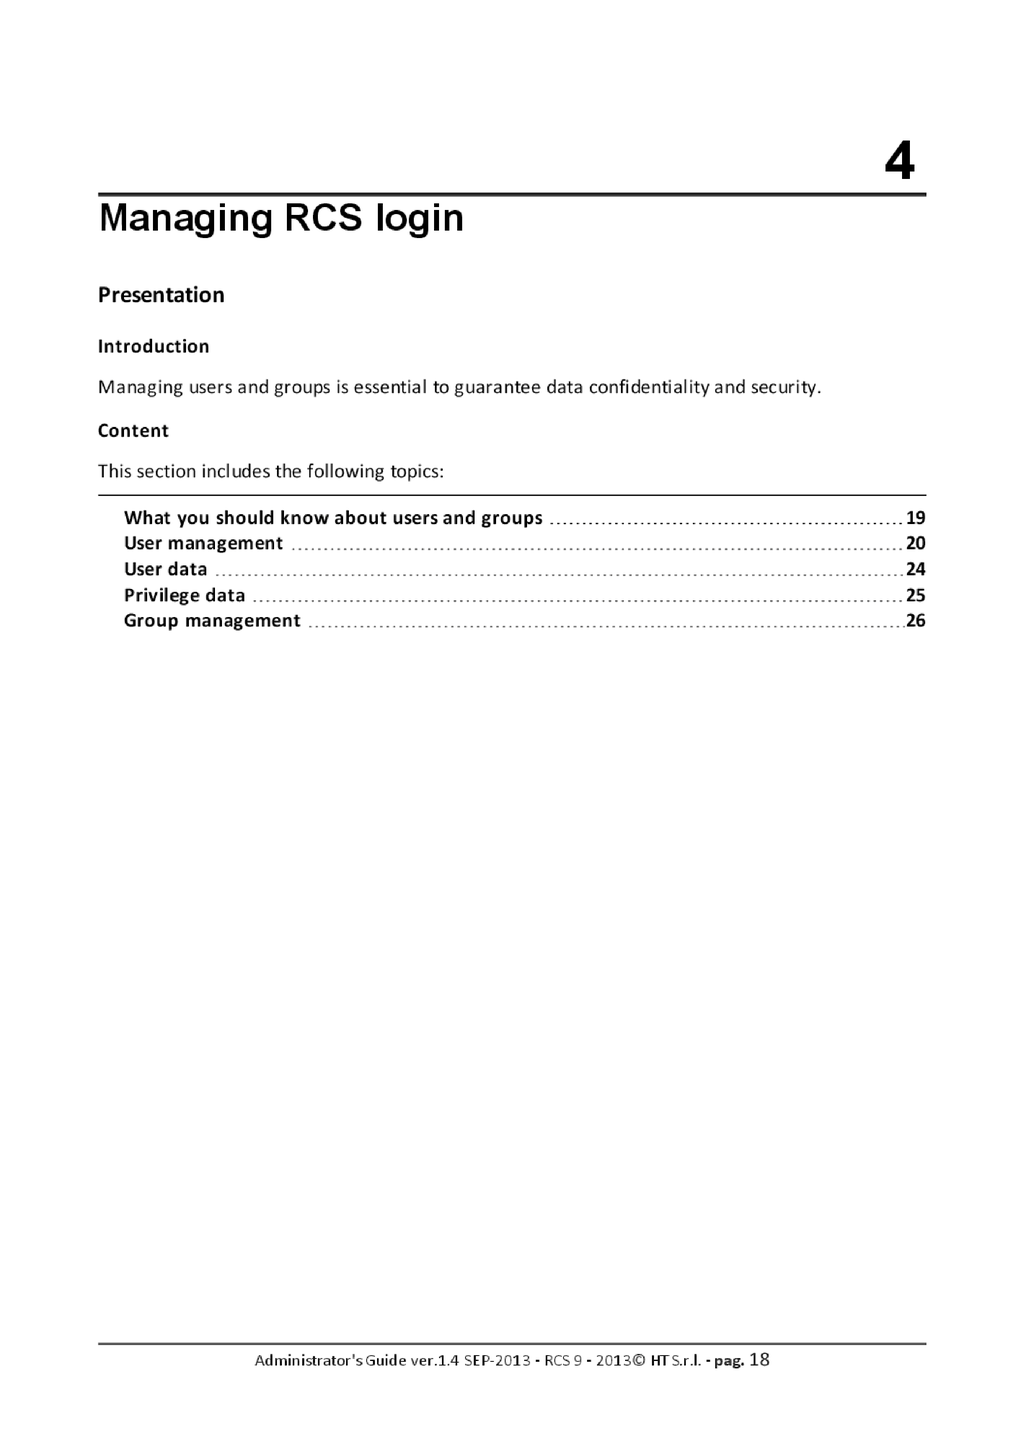 4
Managing RCS login
Presentation
Introduction
Managing users and groups is essential to guarantee data confidentiality and security.
Content
This section includes the following topics:
What you should know about users and groups 19
User management 20
User data 24
Privilege data 25
Group management 26
Administrator's Guide ver.1.4 SEP-2013 - RCS 9 - 2013© HT S.r.l. - pag. 18